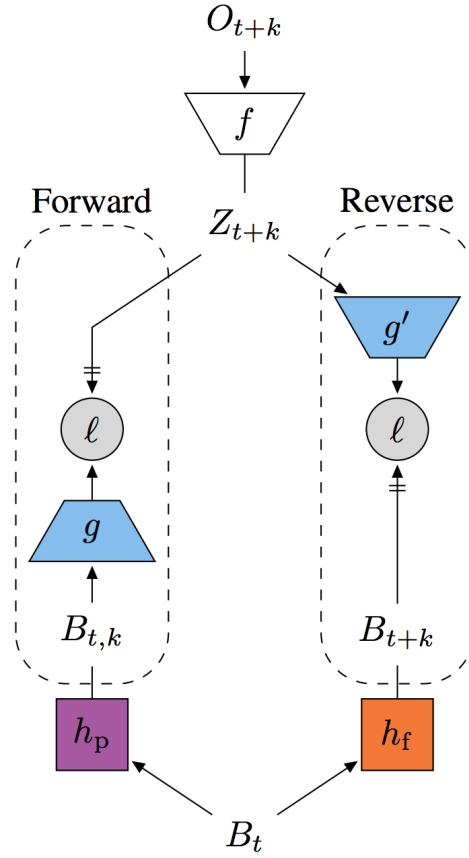 O_{t+k}
f
Forward Reverse
Z_{t+k}
g′
ℓ ℓ
g
B_{t,k} B_{t+k}
h_p h_f
B_t